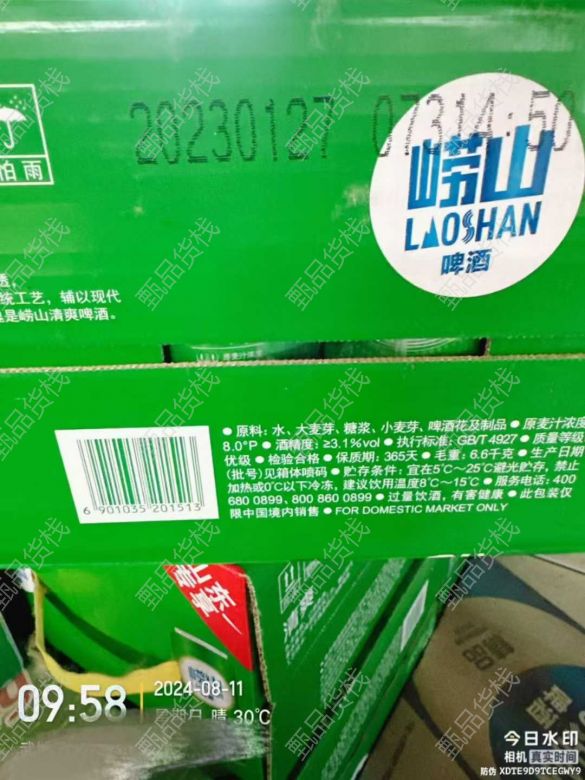 20230127 07314:50
怕雨
崂山
LAOSHAN
啤酒
透，
统工艺，辅以现代
是崂山清爽啤酒。
● 原料：水、大麦芽、糖浆、小麦芽、啤酒花及制品 ● 原麦汁浓度
8.0°P ● 酒精度：≥3.1%vol ● 执行标准：GB/T 4927 ● 质量等级
优级 ● 检验合格 ● 保质期：365天 ● 毛重：6.6千克 ● 生产日期
(批号)见箱体喷码 ● 贮存条件：宜在5℃~25℃避光贮存，禁止
加热或0℃以下冷冻，建议饮用温度8℃~15℃ ● 服务电话：400
680 0899、800 860 0899 ● 过量饮酒，有害健康 ● 此包装仅
限中国境内销售 ● FOR DOMESTIC MARKET ONLY
6 901035 201513
09:58
2024-08-11
星期日 晴 30℃
今日水印
相机 真实时间
防伪 XDTE9D9TCEGWY9
甄品货栈